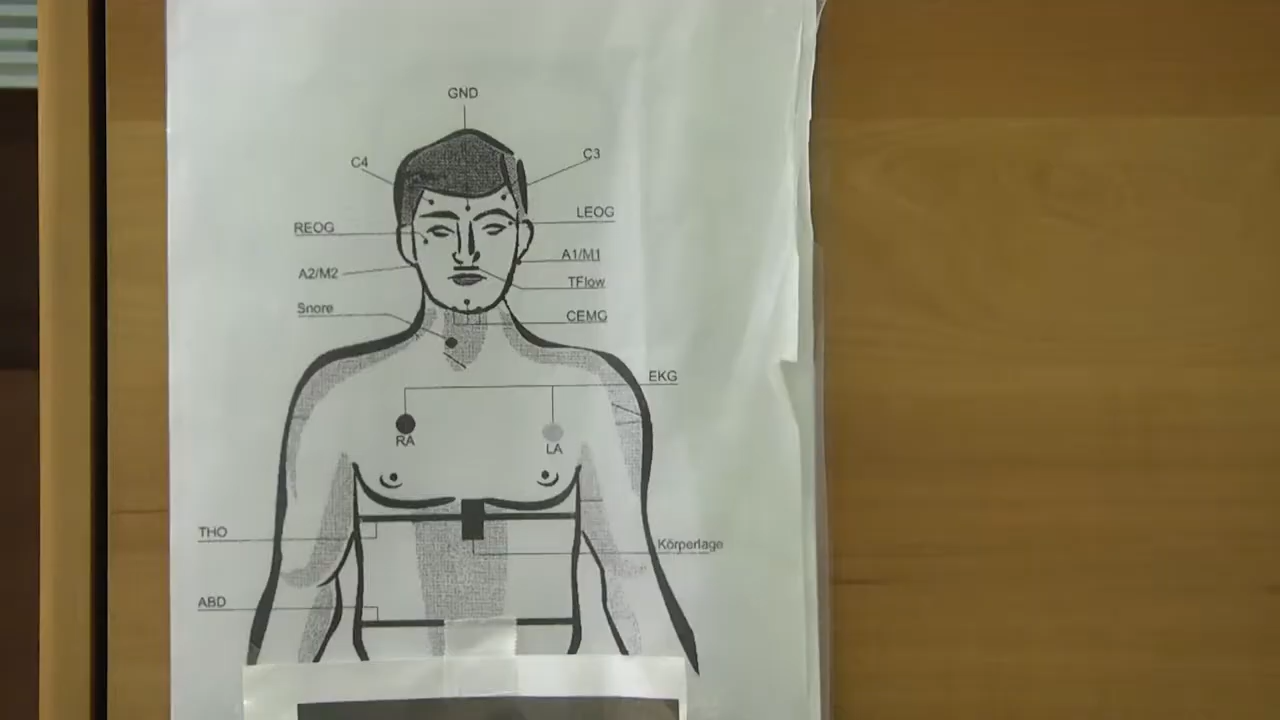 GND
C4
C3
LEOG
REOG
A1/M1
A2/M2
TFlow
Snore
CEMG
EKG
RA
LA
THO
Körperlage
ABD